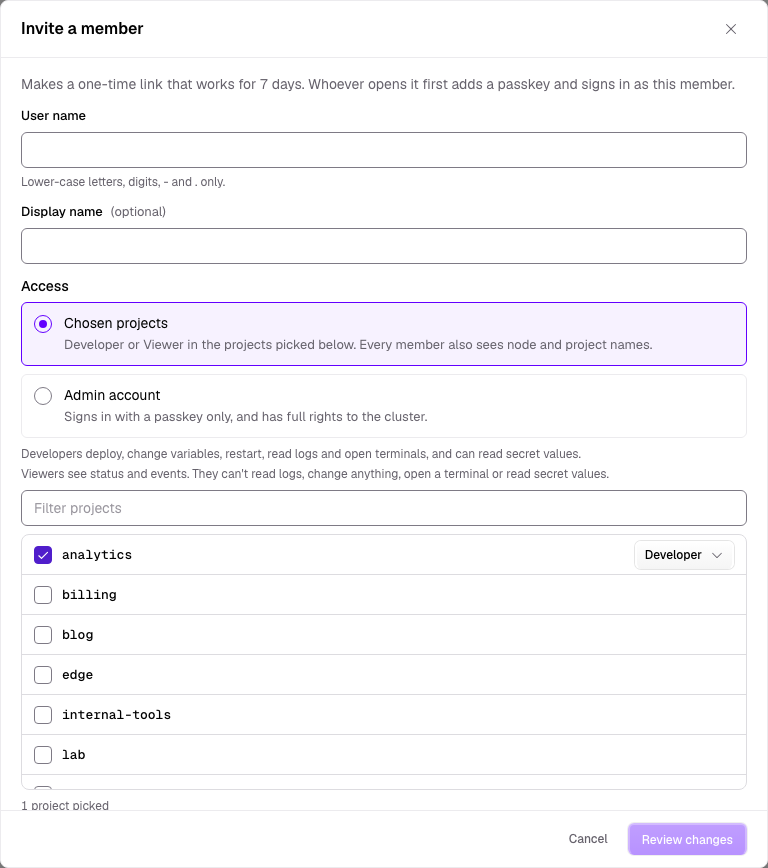 Invite a member
Makes a one-time link that works for 7 days. Whoever opens it first adds a passkey and signs in as this member.
User name
Lower-case letters, digits, - and . only.
Display name (optional)
Access
Chosen projects
Developer or Viewer in the projects picked below. Every member also sees node and project names.
Admin account
Signs in with a passkey only, and has full rights to the cluster.
Developers deploy, change variables, restart, read logs and open terminals, and can read secret values.
Viewers see status and events. They can't read logs, change anything, open a terminal or read secret values.
Filter projects
analytics Developer
billing
blog
edge
internal-tools
lab
1 project picked
Cancel Review changes